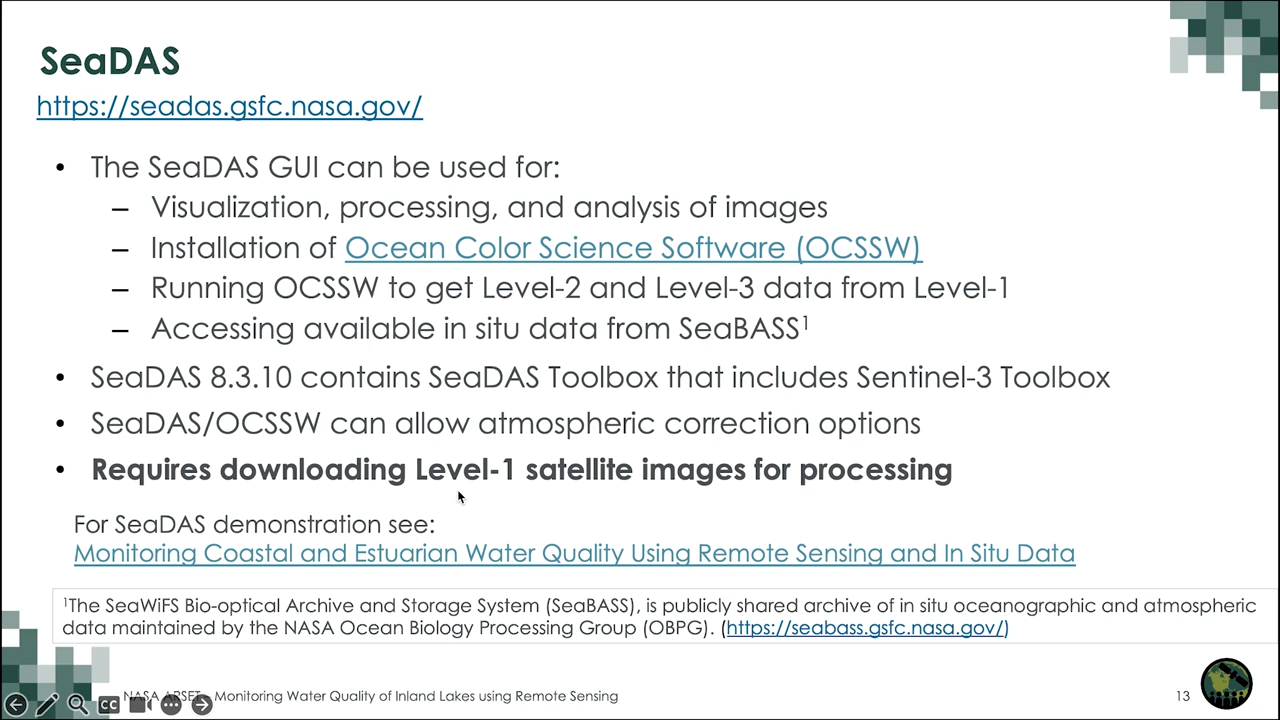 SeaDAS
https://seadas.gsfc.nasa.gov/
• The SeaDAS GUI can be used for:
– Visualization, processing, and analysis of images
– Installation of Ocean Color Science Software (OCSSW)
– Running OCSSW to get Level-2 and Level-3 data from Level-1
– Accessing available in situ data from SeaBASS¹
• SeaDAS 8.3.10 contains SeaDAS Toolbox that includes Sentinel-3 Toolbox
• SeaDAS/OCSSW can allow atmospheric correction options
• Requires downloading Level-1 satellite images for processing
For SeaDAS demonstration see:
Monitoring Coastal and Estuarian Water Quality Using Remote Sensing and In Situ Data
¹The SeaWiFS Bio-optical Archive and Storage System (SeaBASS), is publicly shared archive of in situ oceanographic and atmospheric
data maintained by the NASA Ocean Biology Processing Group (OBPG). (https://seabass.gsfc.nasa.gov/)
CC
NASA ARSET – Monitoring Water Quality of Inland Lakes using Remote Sensing
13